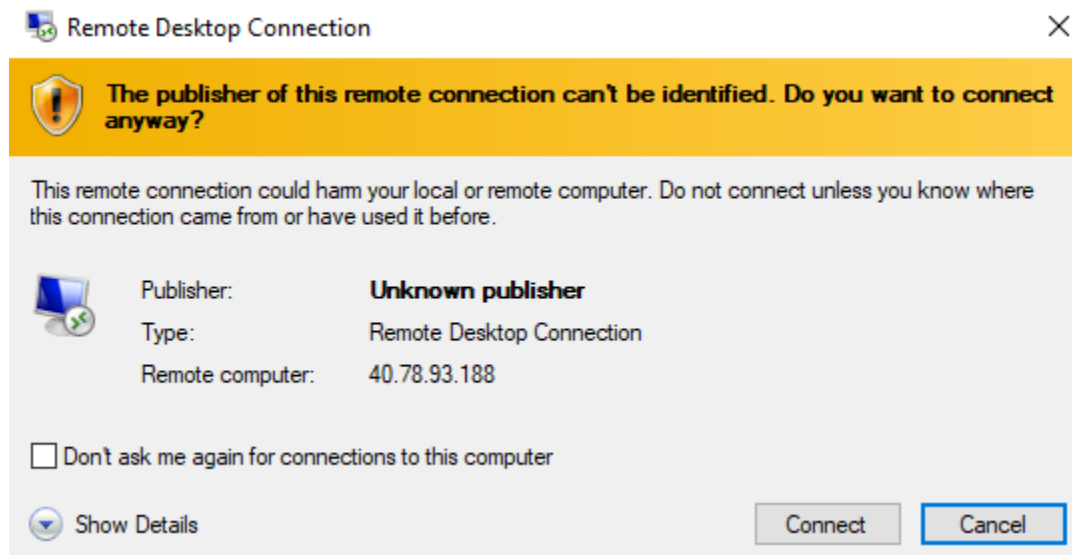 Remote Desktop Connection
The publisher of this remote connection can't be identified. Do you want to connect
anyway?
This remote connection could harm your local or remote computer. Do not connect unless you know where
this connection came from or have used it before.
Publisher: Unknown publisher
Type: Remote Desktop Connection
Remote computer: 40.78.93.188
Don't ask me again for connections to this computer
Show Details Connect Cancel